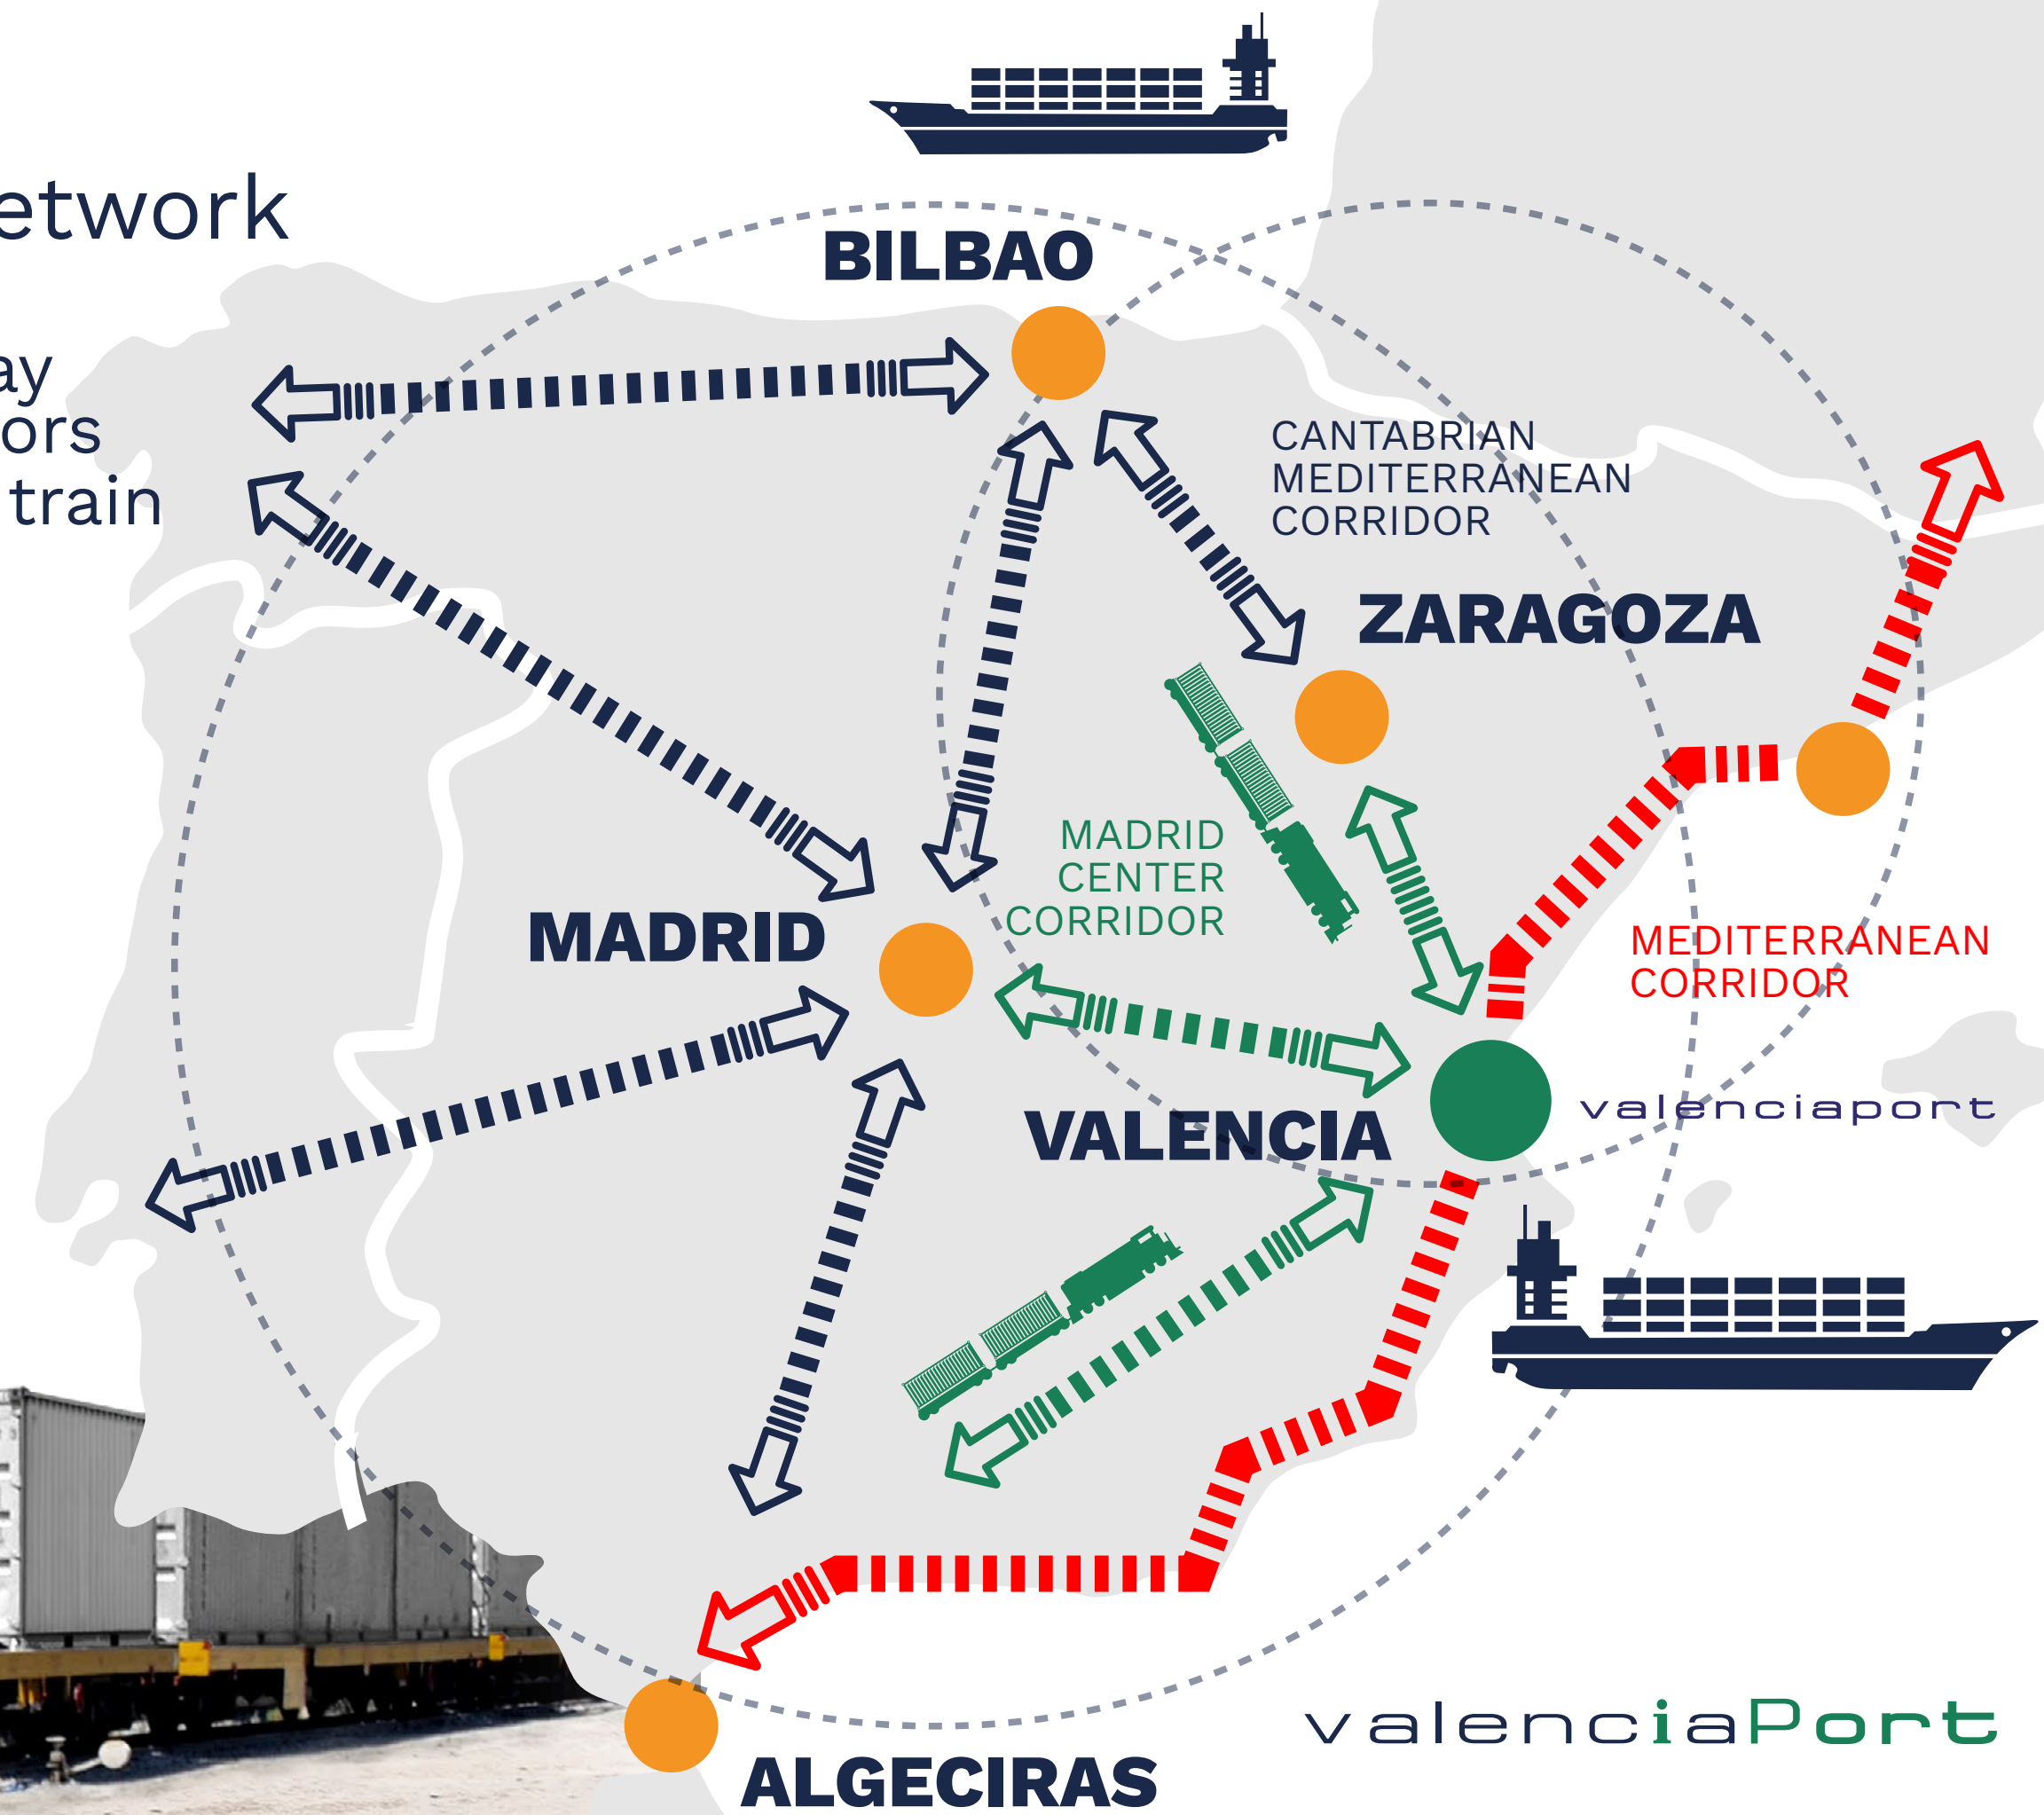 etwork
ay
ors
train
BILBAO
CANTABRIAN
MEDITERRANEAN
CORRIDOR
ZARAGOZA
MADRID
CENTER
CORRIDOR
MADRID
MEDITERRANEAN
CORRIDOR
VALENCIA
valenciaport
valenciaPort
ALGECIRAS